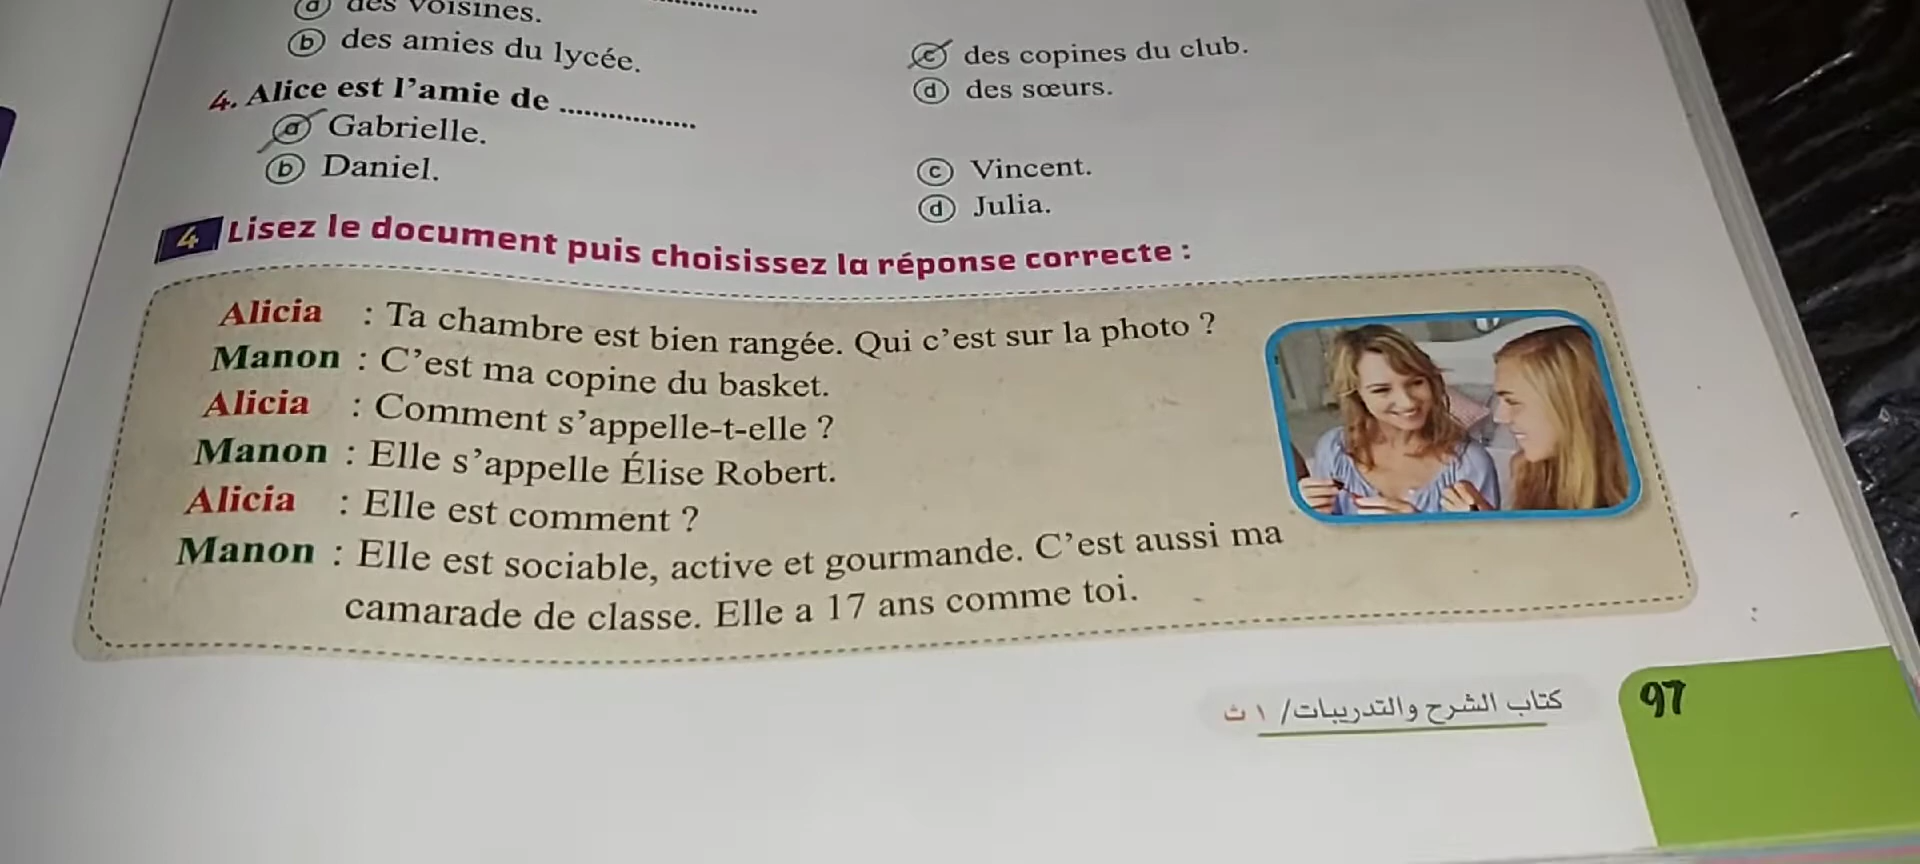 a des voisines.
b des amies du lycée.
c des copines du club.
d des sœurs.
4. Alice est l'amie de ................
a Gabrielle.
b Daniel.
c Vincent.
d Julia.
4 Lisez le document puis choisissez la réponse correcte :
Alicia : Ta chambre est bien rangée. Qui c'est sur la photo ?
Manon : C'est ma copine du basket.
Alicia : Comment s'appelle-t-elle ?
Manon : Elle s'appelle Élise Robert.
Alicia : Elle est comment ?
Manon : Elle est sociable, active et gourmande. C'est aussi ma
camarade de classe. Elle a 17 ans comme toi.
كتاب الشرح والتدريبات/ ١ ث
97